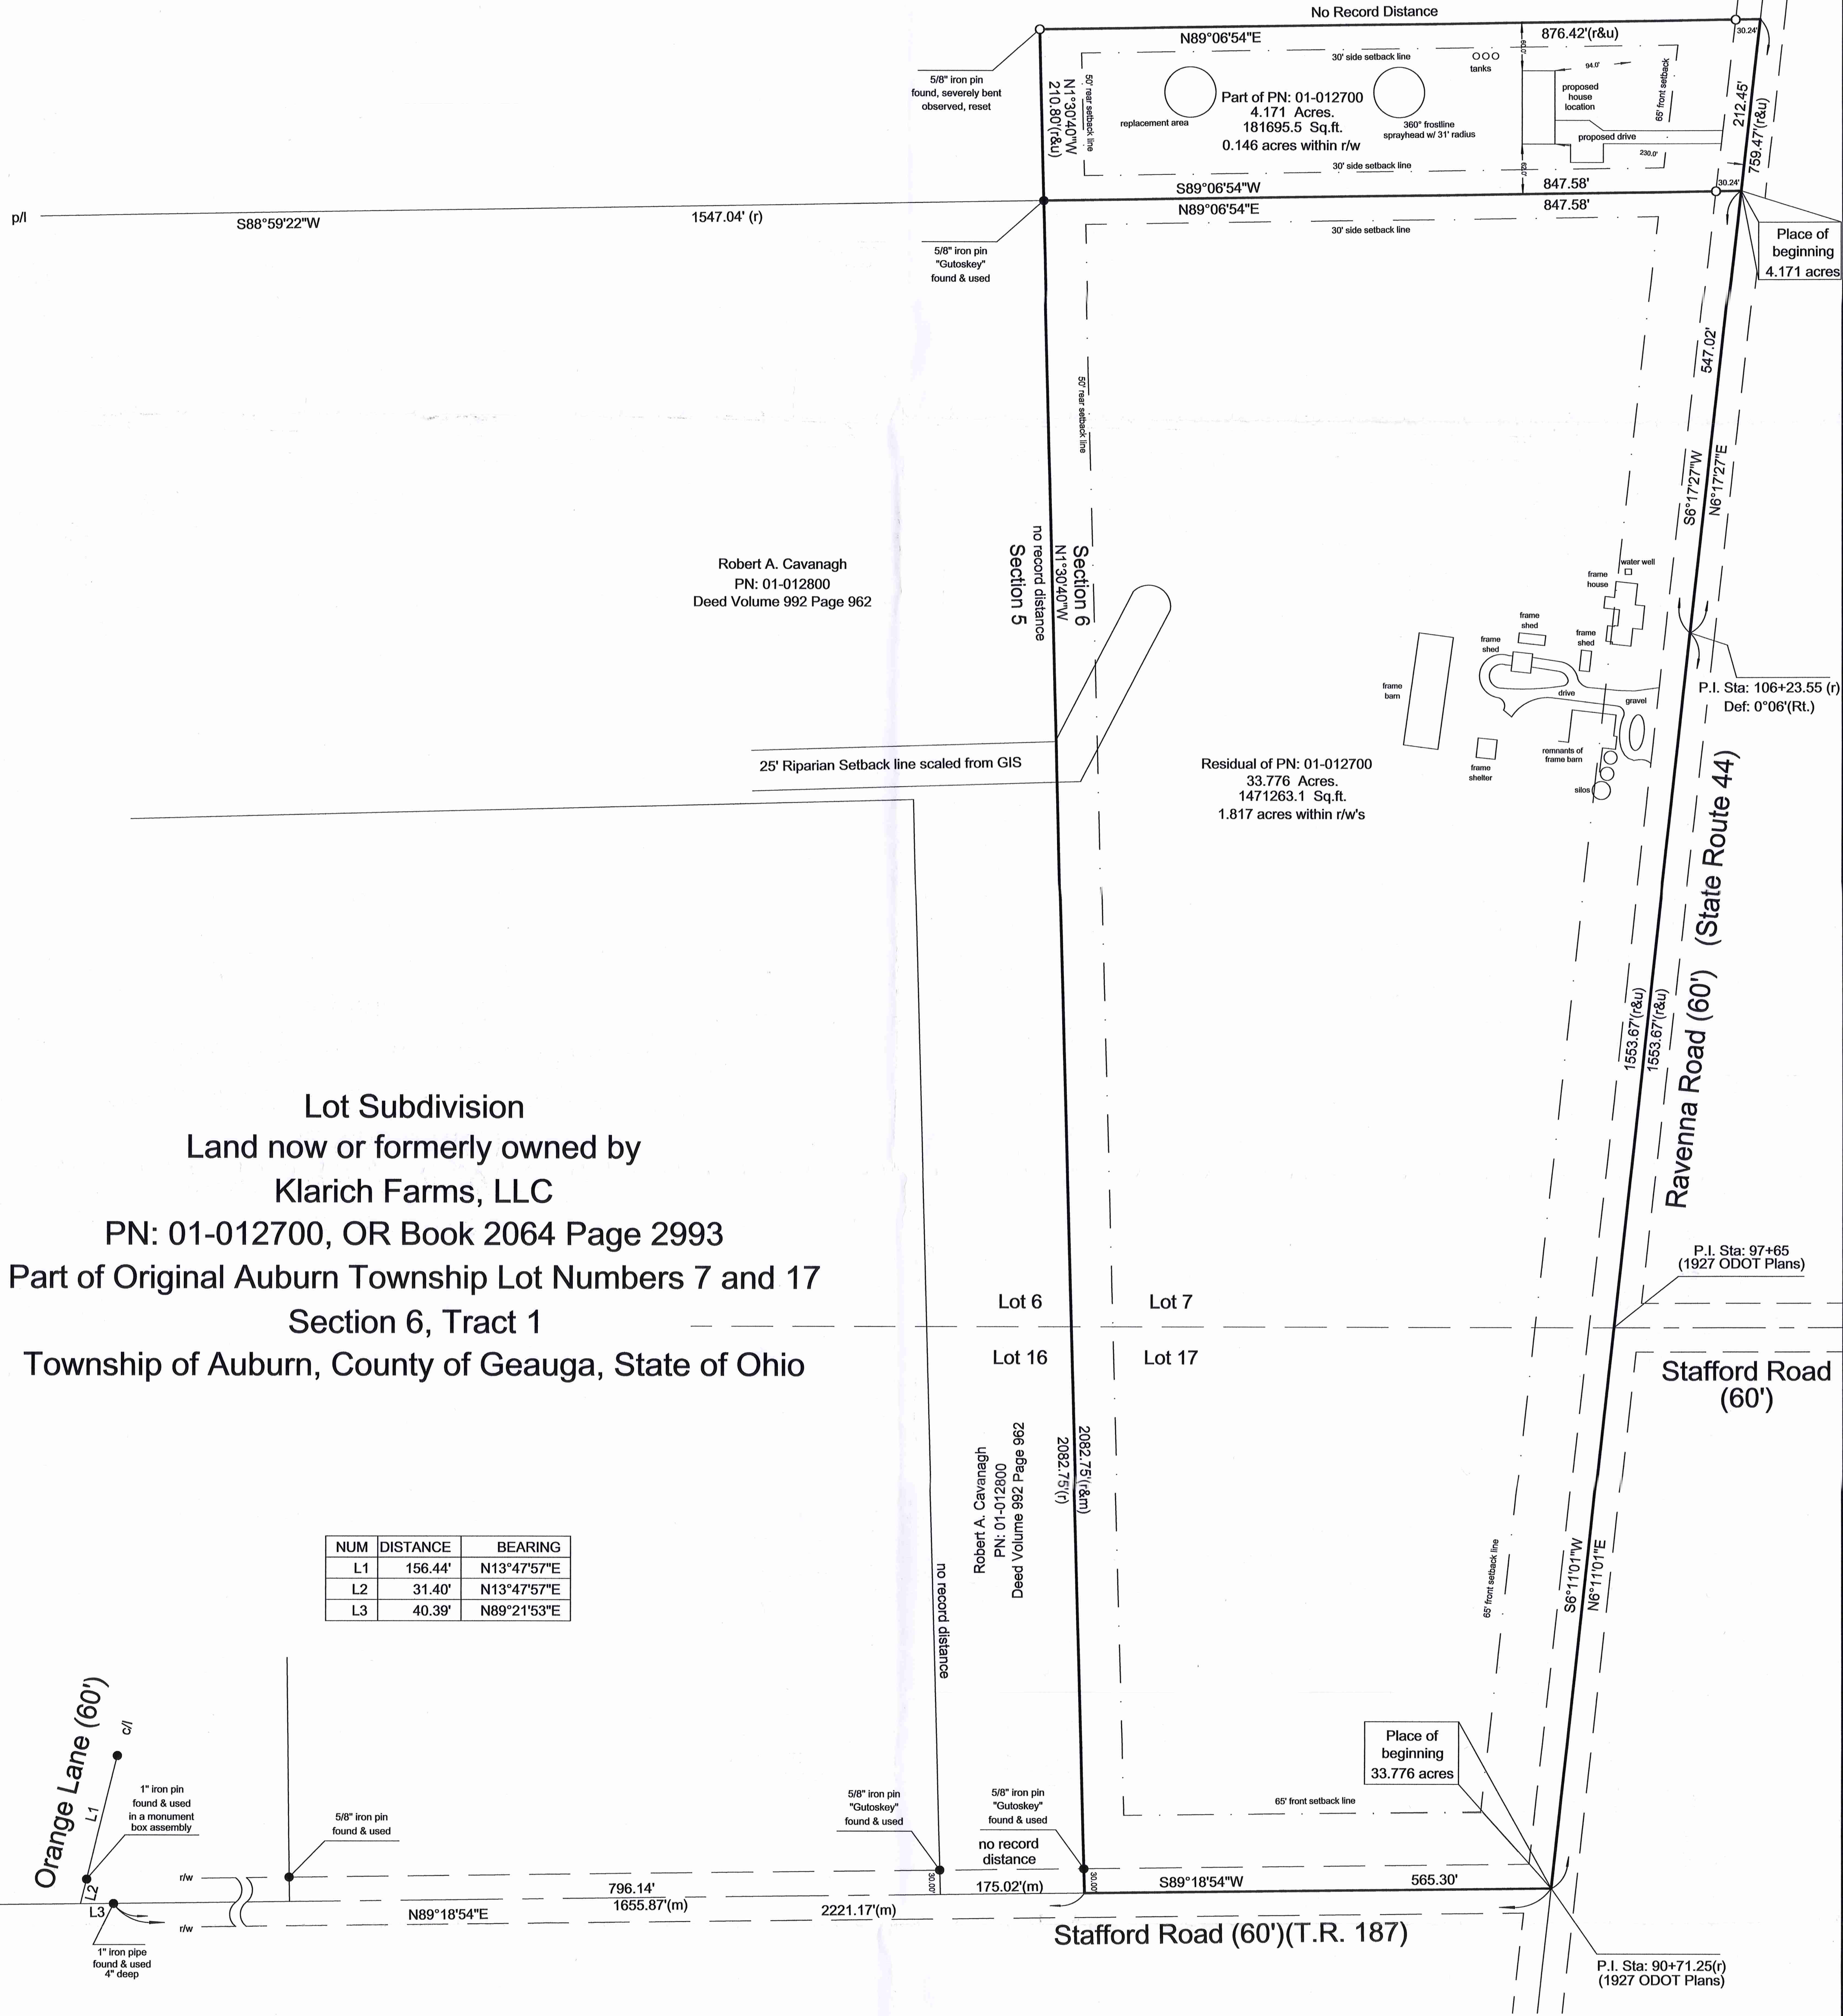 No Record Distance
N89°06'54"E
876.42'(r&u)
30.24'
5/8" iron pin
found, severely bent
observed, reset
N1°30'40"W
210.80'(r&u)
50' rear setback line
30' side setback line
tanks
60.0'
94.0'
replacement area
Part of PN: 01-012700
4.171 Acres.
181695.5 Sq.ft.
0.146 acres within r/w
360° frostline
sprayhead w/ 31' radius
proposed
house
location
proposed drive
230.0'
65' front setback
212.45'
759.47'(r&u)
30' side setback line
S89°06'54"W
847.58'
30.24'
p/l
S88°59'22"W
1547.04' (r)
N89°06'54"E
847.58'
30' side setback line
5/8" iron pin
"Gutoskey"
found & used
Place of
beginning
4.171 acres
547.02'
50' rear setback line
S6°17'27"W
N6°17'27"E
Robert A. Cavanagh
PN: 01-012800
Deed Volume 992 Page 962
Section 6
N1°30'40"W
no record distance
Section 5
water well
frame
house
frame
shed
frame
shed
frame
shed
frame
barn
drive
gravel
remnants of
frame barn
frame
shelter
silos
P.I. Sta: 106+23.55 (r)
Def: 0°06'(Rt.)
25' Riparian Setback line scaled from GIS
Residual of PN: 01-012700
33.776 Acres.
1471263.1 Sq.ft.
1.817 acres within r/w's
Ravenna Road (60') (State Route 44)
1553.67'(r&u)
1553.67'(r&u)
Lot Subdivision
Land now or formerly owned by
Klarich Farms, LLC
PN: 01-012700, OR Book 2064 Page 2993
Part of Original Auburn Township Lot Numbers 7 and 17
Section 6, Tract 1
Township of Auburn, County of Geauga, State of Ohio
P.I. Sta: 97+65
(1927 ODOT Plans)
Lot 6
Lot 7
Lot 16
Lot 17
Stafford Road
(60')
2082.75'(r&m)
2082.75'(r)
Robert A. Cavanagh
PN: 01-012800
Deed Volume 992 Page 962
no record distance
65' front setback line
S6°11'01"W
N6°11'01"E
NUM DISTANCE BEARING
L1 156.44' N13°47'57"E
L2 31.40' N13°47'57"E
L3 40.39' N89°21'53"E
Orange Lane (60')
c/l
L1
L2
L3
1" iron pin
found & used
in a monument
box assembly
5/8" iron pin
found & used
5/8" iron pin
"Gutoskey"
found & used
5/8" iron pin
"Gutoskey"
found & used
no record
distance
Place of
beginning
33.776 acres
65' front setback line
r/w
r/w
30.00'
30.00'
796.14'
1655.87'(m)
175.02'(m)
S89°18'54"W
565.30'
N89°18'54"E
2221.17'(m)
Stafford Road (60')(T.R. 187)
1" iron pipe
found & used
4" deep
P.I. Sta: 90+71.25(r)
(1927 ODOT Plans)